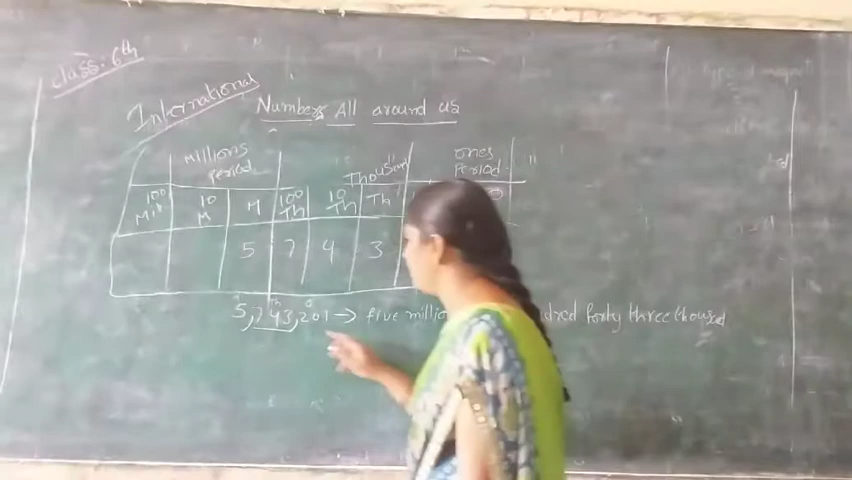 class: 6th
International
Numbers All around us
Millions period Thousand ones period
100 Mill 10 M M 100 Th 10 Th Th
5 7 4 3
5,743,201 → five million dred forty three thousand